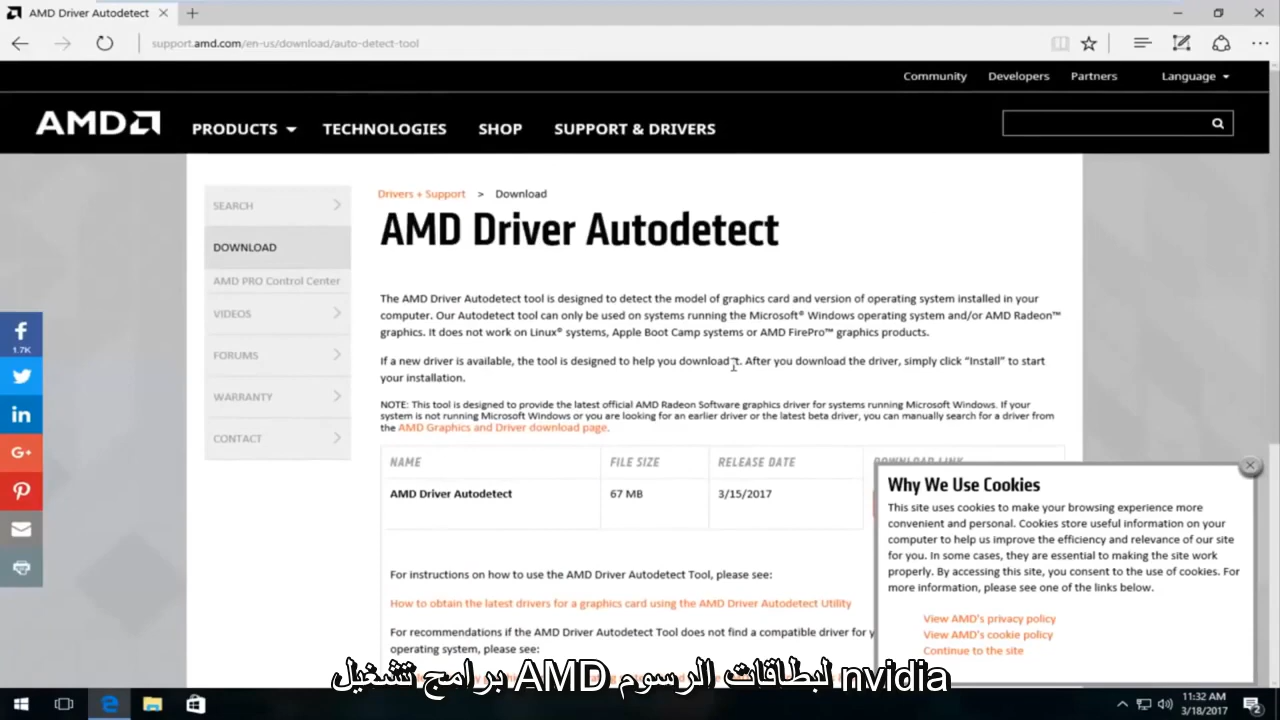 AMD Driver Autodetect
support.amd.com/en-us/download/auto-detect-tool
Community Developers Partners Language
AMD PRODUCTS TECHNOLOGIES SHOP SUPPORT & DRIVERS
SEARCH
DOWNLOAD
AMD PRO Control Center
VIDEOS
FORUMS
WARRANTY
CONTACT
f
1.7K
in
G+
Drivers + Support > Download
AMD Driver Autodetect
The AMD Driver Autodetect tool is designed to detect the model of graphics card and version of operating system installed in your
computer. Our Autodetect tool can only be used on systems running the Microsoft® Windows operating system and/or AMD Radeon™
graphics. It does not work on Linux® systems, Apple Boot Camp systems or AMD FirePro™ graphics products.
If a new driver is available, the tool is designed to help you download it. After you download the driver, simply click “Install” to start
your installation.
NOTE: This tool is designed to provide the latest official AMD Radeon Software graphics driver for systems running Microsoft Windows. If your
system is not running Microsoft Windows or you are looking for an earlier driver or the latest beta driver, you can manually search for a driver from
the AMD Graphics and Driver download page.
NAME FILE SIZE RELEASE DATE DOWNLOAD LINK
AMD Driver Autodetect 67 MB 3/15/2017
For instructions on how to use the AMD Driver Autodetect Tool, please see:
How to obtain the latest drivers for a graphics card using the AMD Driver Autodetect Utility
For recommendations if the AMD Driver Autodetect Tool does not find a compatible driver for
operating system, please see:
Why We Use Cookies
This site uses cookies to make your browsing experience more
convenient and personal. Cookies store useful information on your
computer to help us improve the efficiency and relevance of our site
for you. In some cases, they are essential to making the site work
properly. By accessing this site, you consent to the use of cookies. For
more information, please see one of the links below.
View AMD's privacy policy
View AMD's cookie policy
Continue to the site
برامج تشغيل AMD لبطاقات الرسوم nvidia
11:32 AM
3/18/2017
2